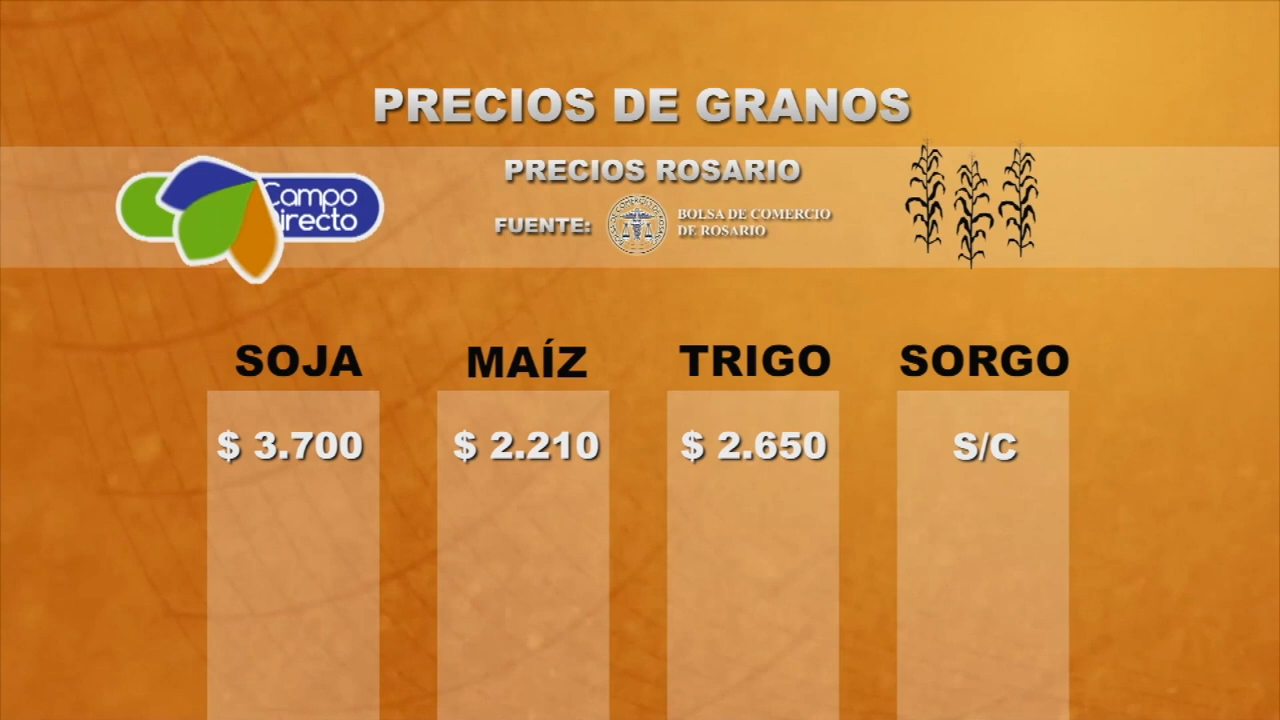 PRECIOS DE GRANOS
Campo
Directo
PRECIOS ROSARIO
FUENTE:
BOLSA DE COMERCIO
DE ROSARIO
SOJA
MAÍZ
TRIGO
SORGO
$ 3.700
$ 2.210
$ 2.650
S/C